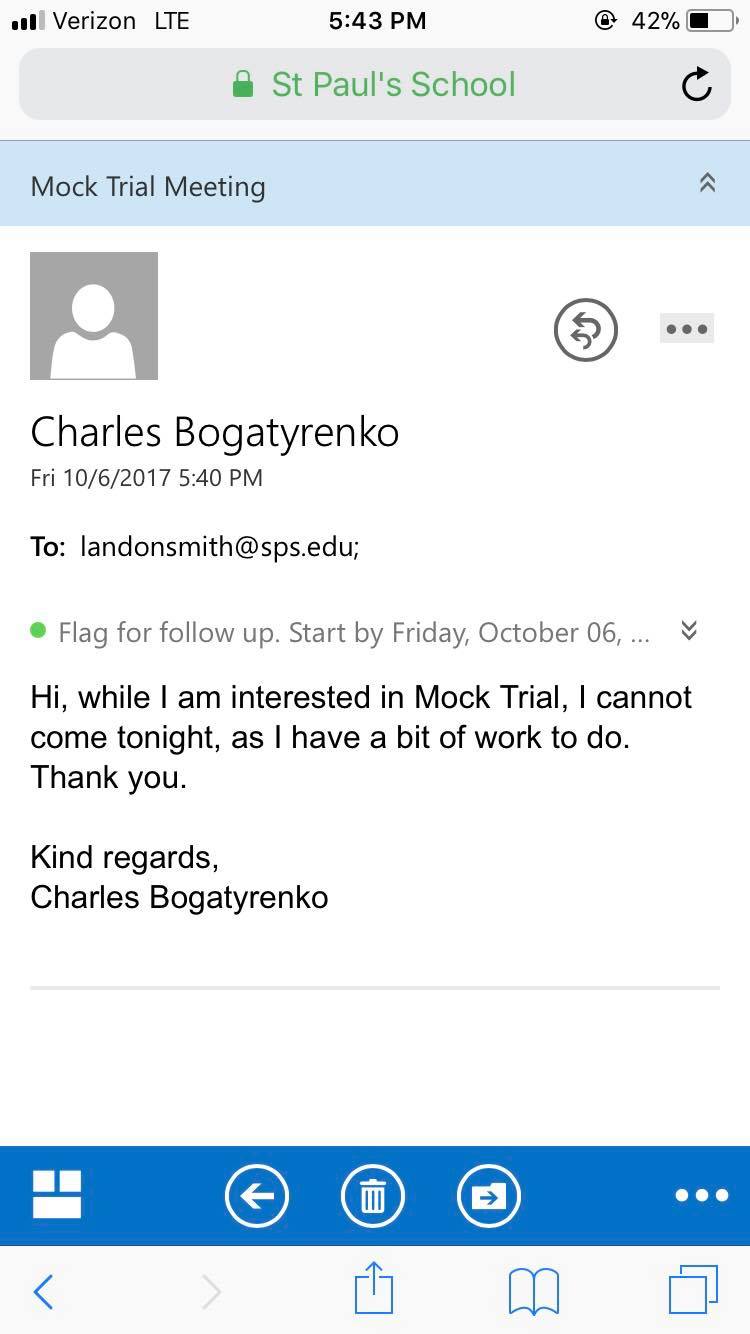 Verizon LTE 5:43 PM 42%
St Paul's School
Mock Trial Meeting
Charles Bogatyrenko
Fri 10/6/2017 5:40 PM
To: landonsmith@sps.edu;
Flag for follow up. Start by Friday, October 06, ...
Hi, while I am interested in Mock Trial, I cannot
come tonight, as I have a bit of work to do.
Thank you.
Kind regards,
Charles Bogatyrenko